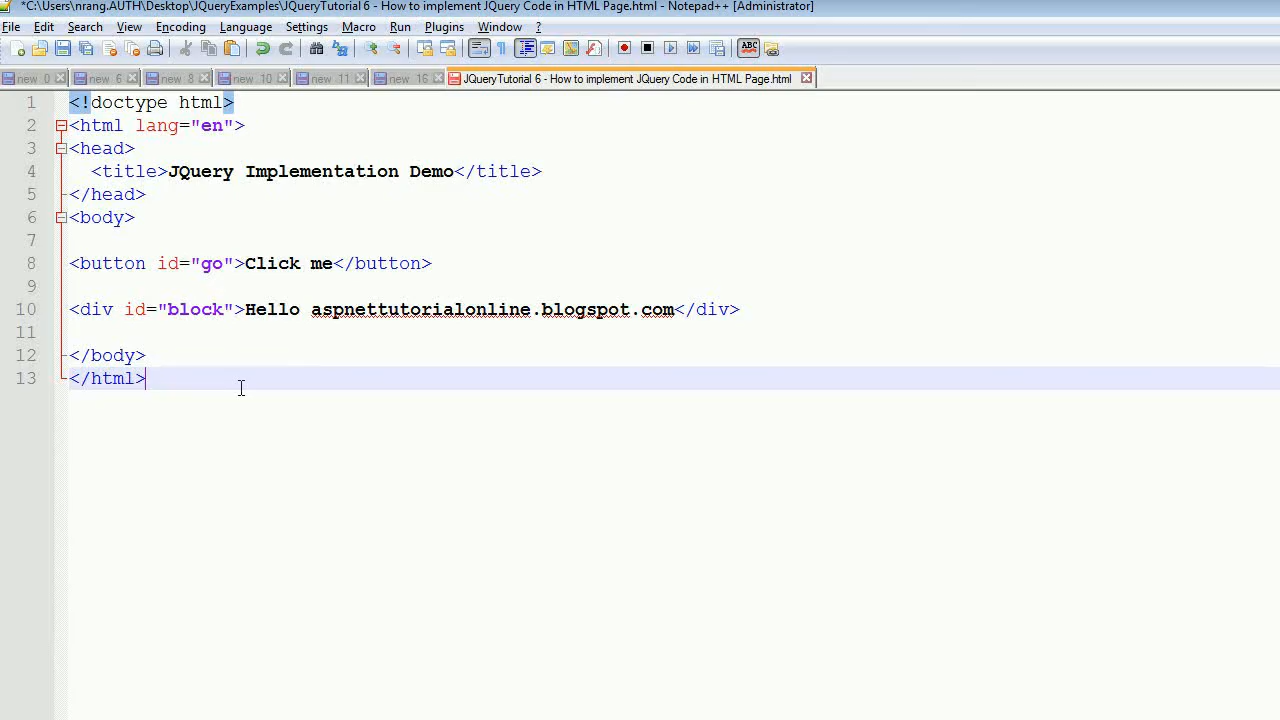 *C:\Users\nrang.AUTH\Desktop\JQueryExamples\JQueryTutorial 6 - How to implement JQuery Code in HTML Page.html - Notepad++ [Administrator]
File Edit Search View Encoding Language Settings Macro Run Plugins Window ?
ABC
new 0 new 6 new 8 new 10 new 11 new 16 JQueryTutorial 6 - How to implement JQuery Code in HTML Page.html
1 <!doctype html>
2 <html lang="en">
3 <head>
4 <title>JQuery Implementation Demo</title>
5 </head>
6 <body>
7
8 <button id="go">Click me</button>
9
10 <div id="block">Hello aspnettutorialonline.blogspot.com</div>
11
12 </body>
13 </html>